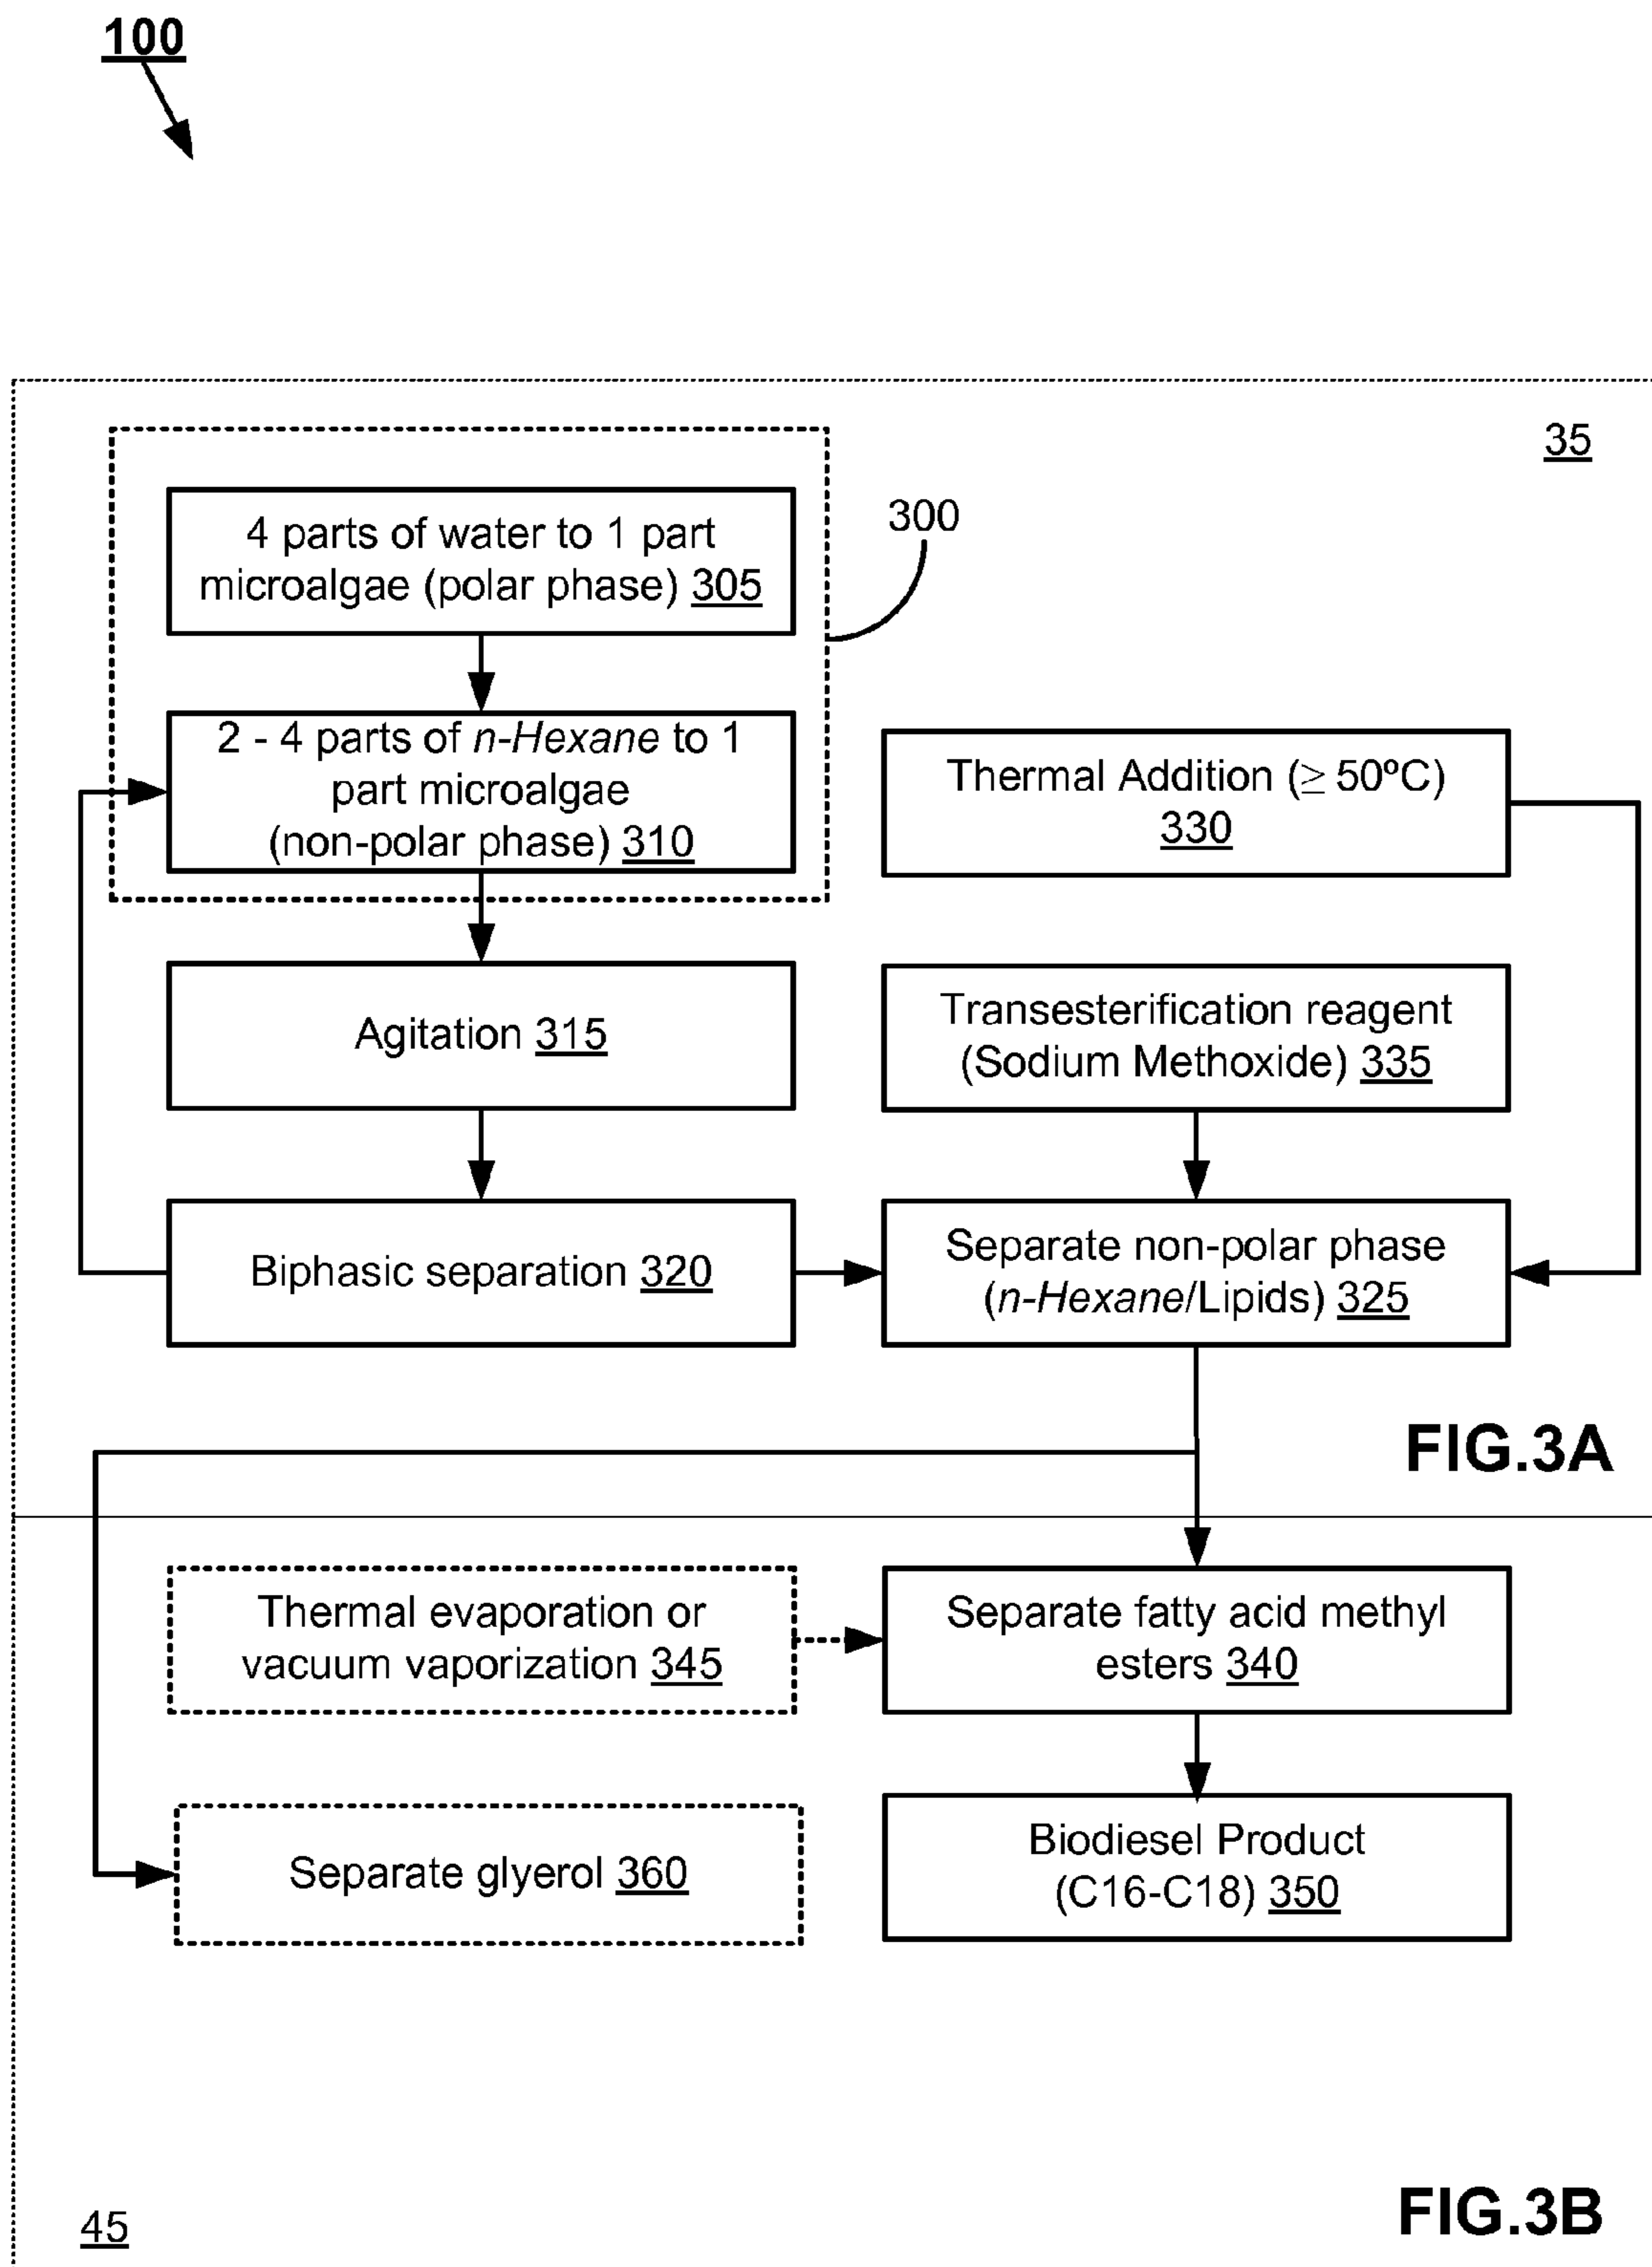 100
35
4 parts of water to 1 part
microalgae (polar phase) 305
300
2 - 4 parts of n-Hexane to 1
part microalgae
(non-polar phase) 310
Thermal Addition (≥ 50ºC)
330
Agitation 315
Transesterification reagent
(Sodium Methoxide) 335
Biphasic separation 320
Separate non-polar phase
(n-Hexane/Lipids) 325
FIG.3A
Thermal evaporation or
vacuum vaporization 345
Separate fatty acid methyl
esters 340
Separate glyerol 360
Biodiesel Product
(C16-C18) 350
45
FIG.3B